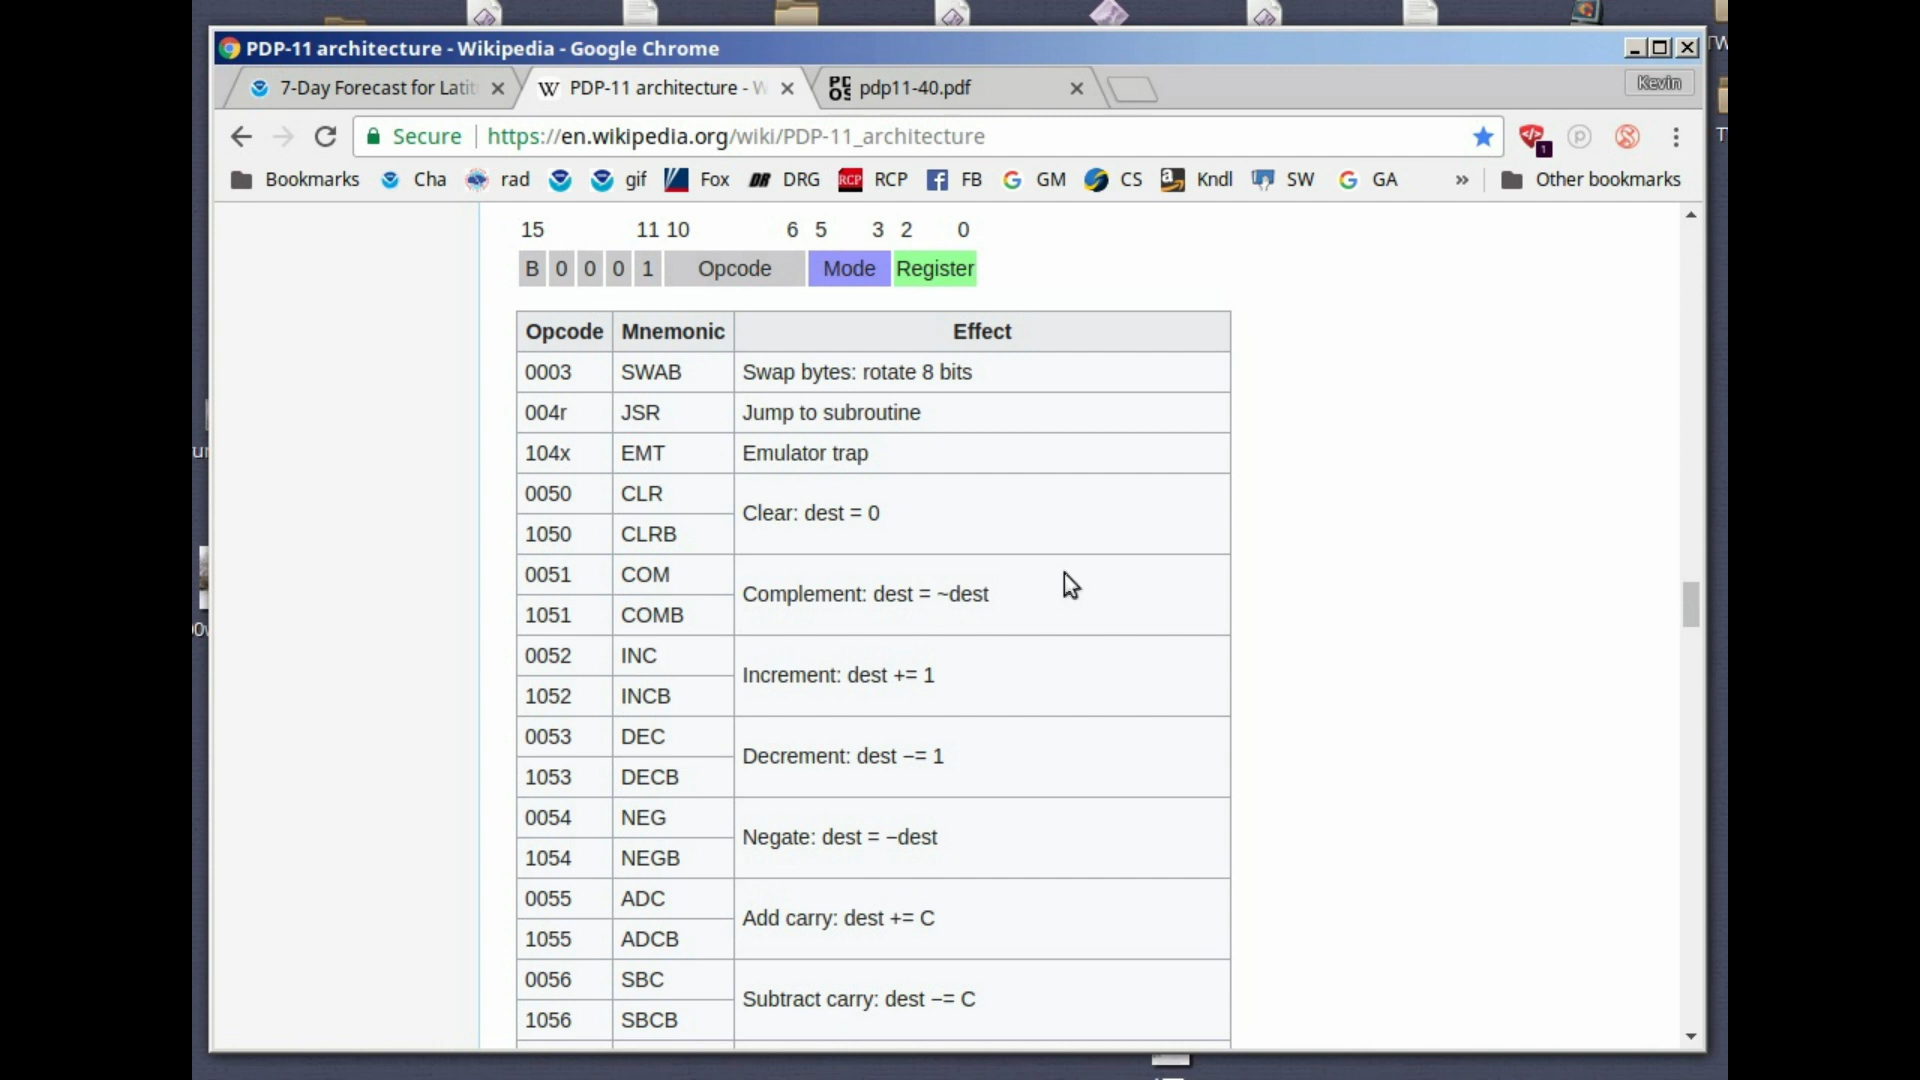 PDP-11 architecture - Wikipedia - Google Chrome
7-Day Forecast for Latit
PDP-11 architecture - W
pdp11-40.pdf
Kevin
Secure https://en.wikipedia.org/wiki/PDP-11_architecture
Bookmarks Cha rad gif Fox DR DRG RCP RCP FB GM CS Kndl SW GA » Other bookmarks
15 11 10 6 5 3 2 0
B 0 0 0 1 Opcode Mode Register
Opcode Mnemonic Effect
0003 SWAB Swap bytes: rotate 8 bits
004r JSR Jump to subroutine
104x EMT Emulator trap
0050 CLR
Clear: dest = 0
1050 CLRB
0051 COM
Complement: dest = ~dest
1051 COMB
0052 INC
Increment: dest += 1
1052 INCB
0053 DEC
Decrement: dest −= 1
1053 DECB
0054 NEG
Negate: dest = −dest
1054 NEGB
0055 ADC
Add carry: dest += C
1055 ADCB
0056 SBC
Subtract carry: dest −= C
1056 SBCB